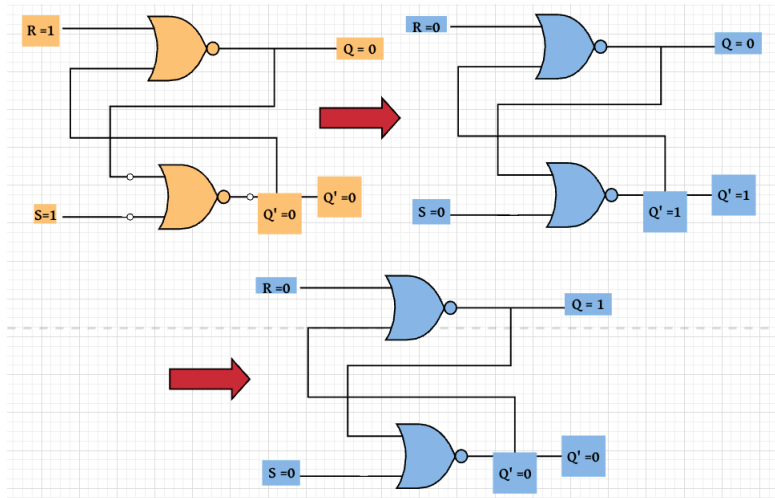 R =1
Q = 0
S=1
Q' =0
Q' =0
R =0
Q = 0
S =0
Q' =1
Q' =1
R =0
Q = 1
S =0
Q' =0
Q' =0